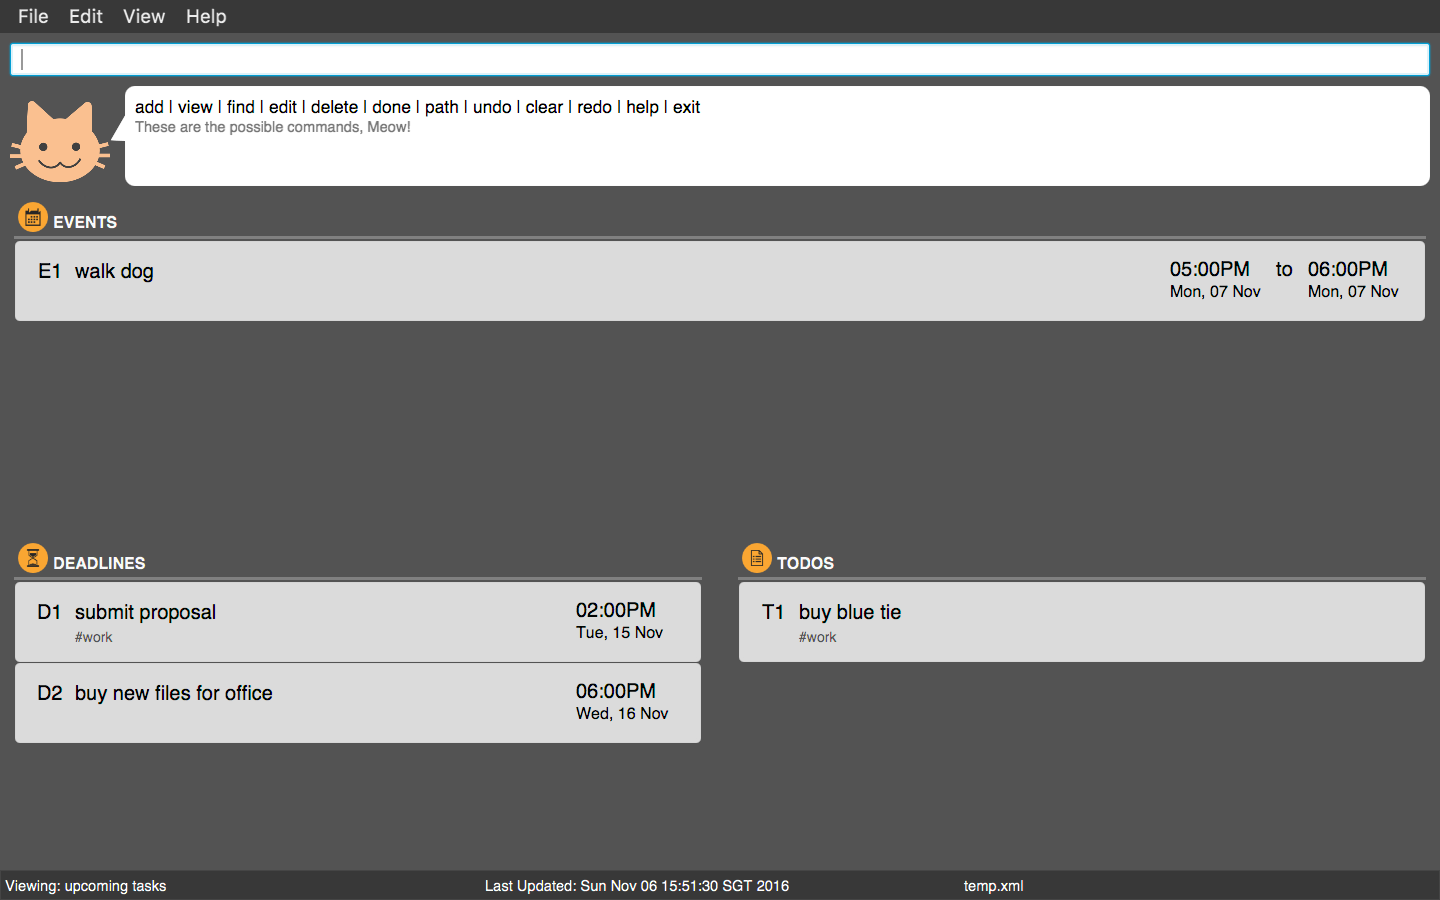 File Edit View Help
add | view | find | edit | delete | done | path | undo | clear | redo | help | exit
These are the possible commands, Meow!
EVENTS
E1 walk dog 05:00PM to 06:00PM
Mon, 07 Nov Mon, 07 Nov
DEADLINES
D1 submit proposal 02:00PM
#work Tue, 15 Nov
D2 buy new files for office 06:00PM
Wed, 16 Nov
TODOS
T1 buy blue tie
#work
Viewing: upcoming tasks Last Updated: Sun Nov 06 15:51:30 SGT 2016 temp.xml